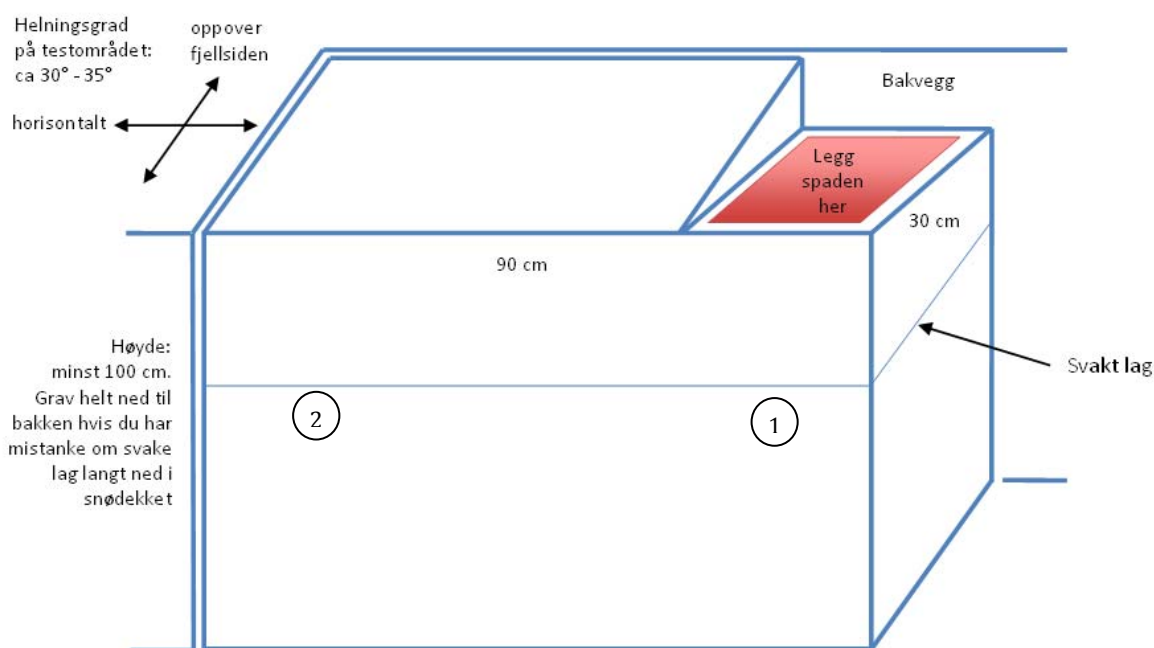 Helningsgrad
på testområdet:
ca 30° - 35°
oppover
fjellsiden
horisontalt
Bakvegg
Legg
spaden
her
30 cm
90 cm
Høyde:
minst 100 cm.
Grav helt ned til
bakken hvis du har
mistanke om svake
lag langt ned i
snødekket
Svakt lag
2
1